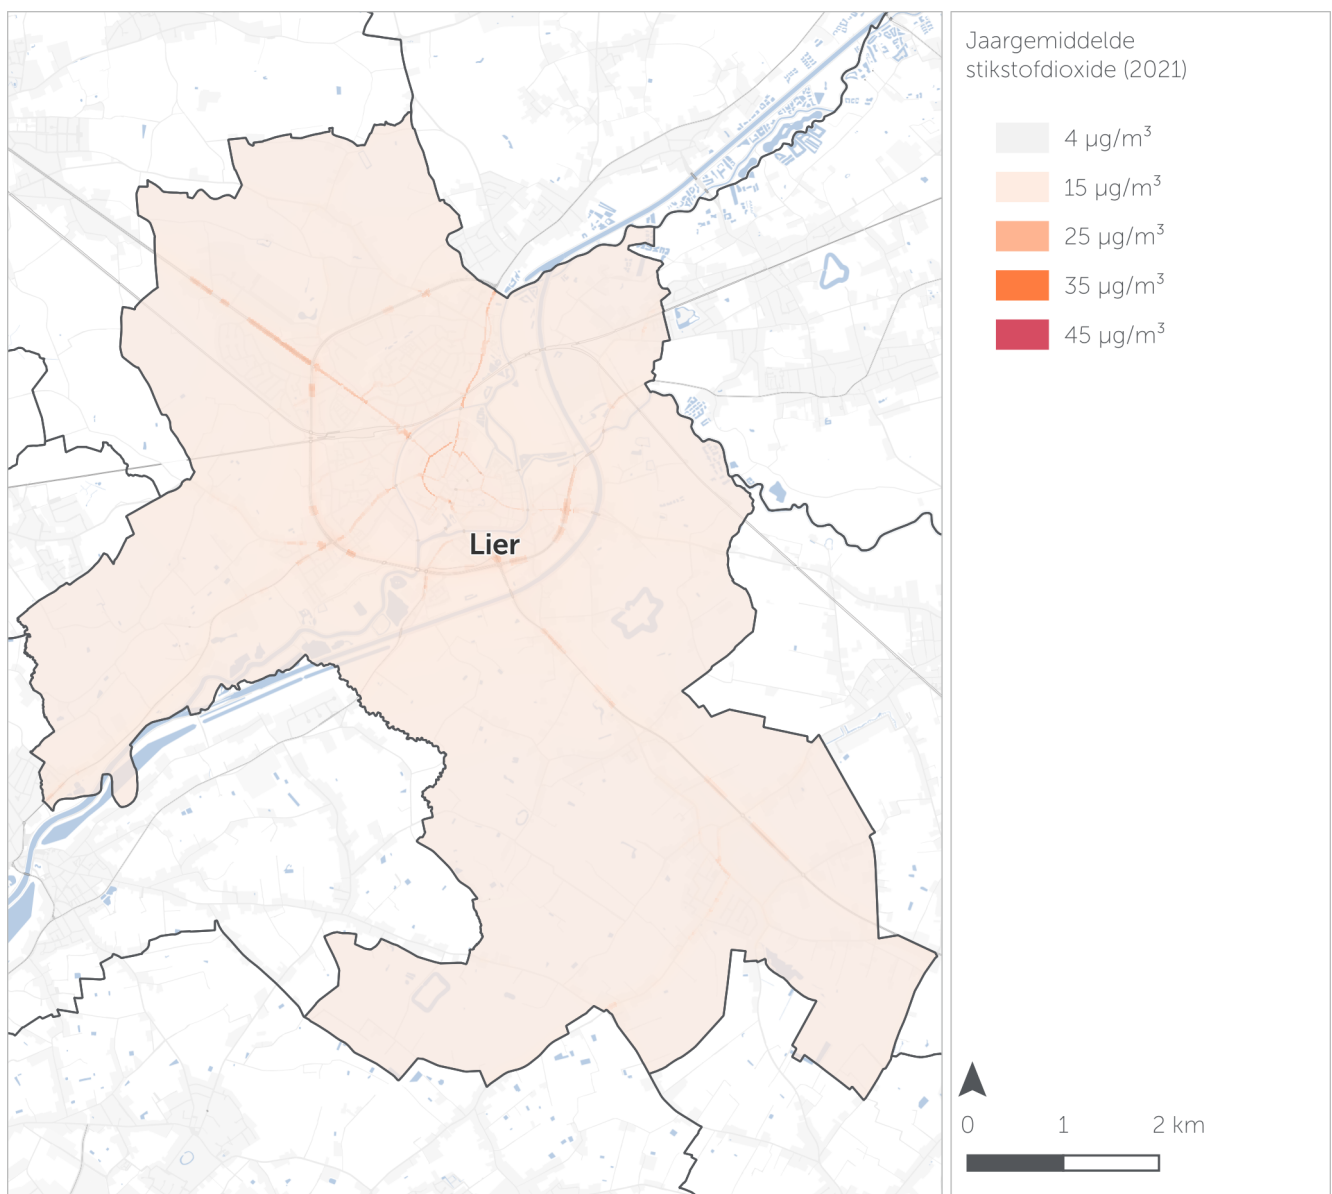 Jaargemiddelde
stikstofdioxide (2021)
4 µg/m³
15 µg/m³
25 µg/m³
35 µg/m³
45 µg/m³
Lier
0 1 2 km